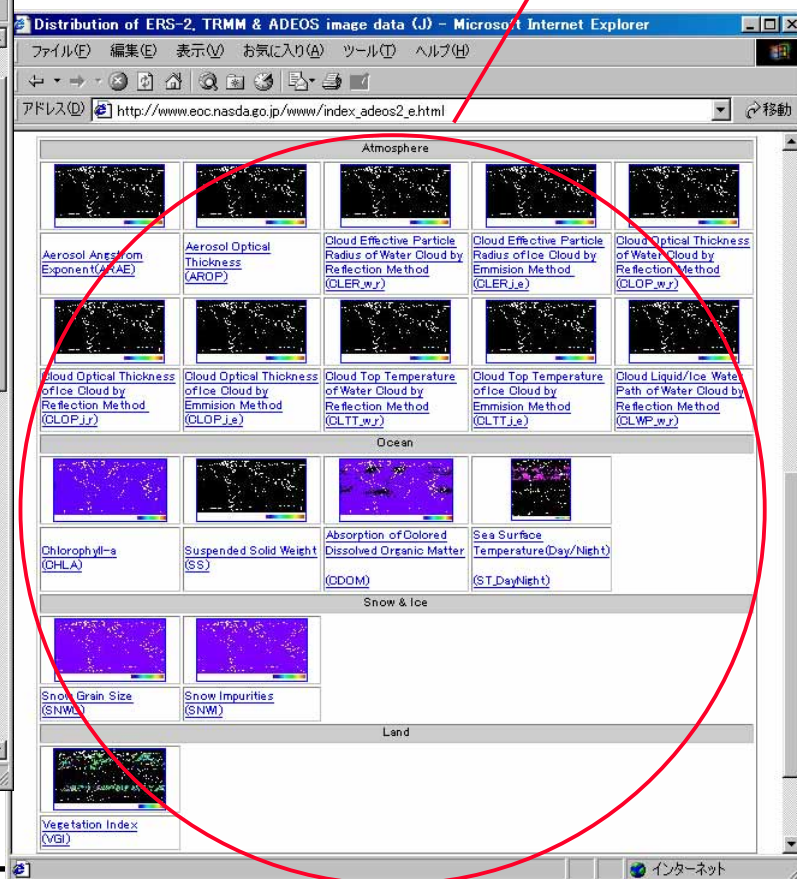 Distribution of ERS-2, TRMM & ADEOS image data (J) - Microsoft Internet Explorer
ファイル(F) 編集(E) 表示(V) お気に入り(A) ツール(T) ヘルプ(H)
アドレス(D) http://www.eoc.nasda.go.jp/www/index_adeos2_e.html 移動
Atmosphere
Aerosol Angstrom
Exponent(ARAE)
Aerosol Optical
Thickness
(AROP)
Cloud Effective Particle
Radius of Water Cloud by
Reflection Method
(CLER_w_r)
Cloud Effective Particle
Radius of Ice Cloud by
Emmision Method
(CLER_i_e)
Cloud Optical Thickness
of Water Cloud by
Reflection Method
(CLOP_w_r)
Cloud Optical Thickness
of Ice Cloud by
Reflection Method
(CLOP_i_r)
Cloud Optical Thickness
of Ice Cloud by
Emmision Method
(CLOP_i_e)
Cloud Top Temperature
of Water Cloud by
Reflection Method
(CLTT_w_r)
Cloud Top Temperature
of Ice Cloud by
Emmision Method
(CLTT_i_e)
Cloud Liquid/Ice Water
Path of Water Cloud by
Reflection Method
(CLWP_w_r)
Ocean
Chlorophyll-a
(CHLA)
Suspended Solid Weight
(SS)
Absorption of Colored
Dissolved Organic Matter
(CDOM)
Sea Surface
Temperature(Day/Night)
(ST_DayNight)
Snow & Ice
Snow Grain Size
(SNWG)
Snow Impurities
(SNWI)
Land
Vegetation Index
(VGI)
インターネット